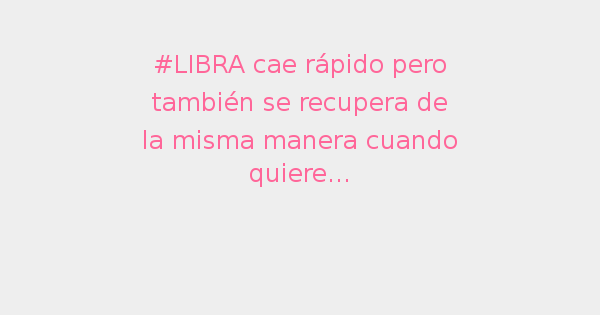 #LIBRA cae rápido pero
también se recupera de
la misma manera cuando
quiere...